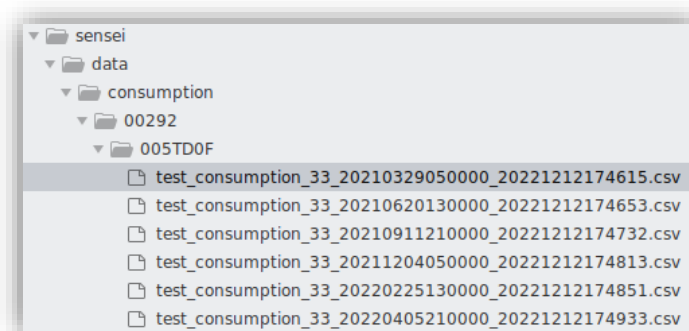 sensei
data
consumption
00292
005TD0F
test_consumption_33_20210329050000_20221212174615.csv
test_consumption_33_20210620130000_20221212174653.csv
test_consumption_33_20210911210000_20221212174732.csv
test_consumption_33_20211204050000_20221212174813.csv
test_consumption_33_20220225130000_20221212174851.csv
test_consumption_33_20220405210000_20221212174933.csv